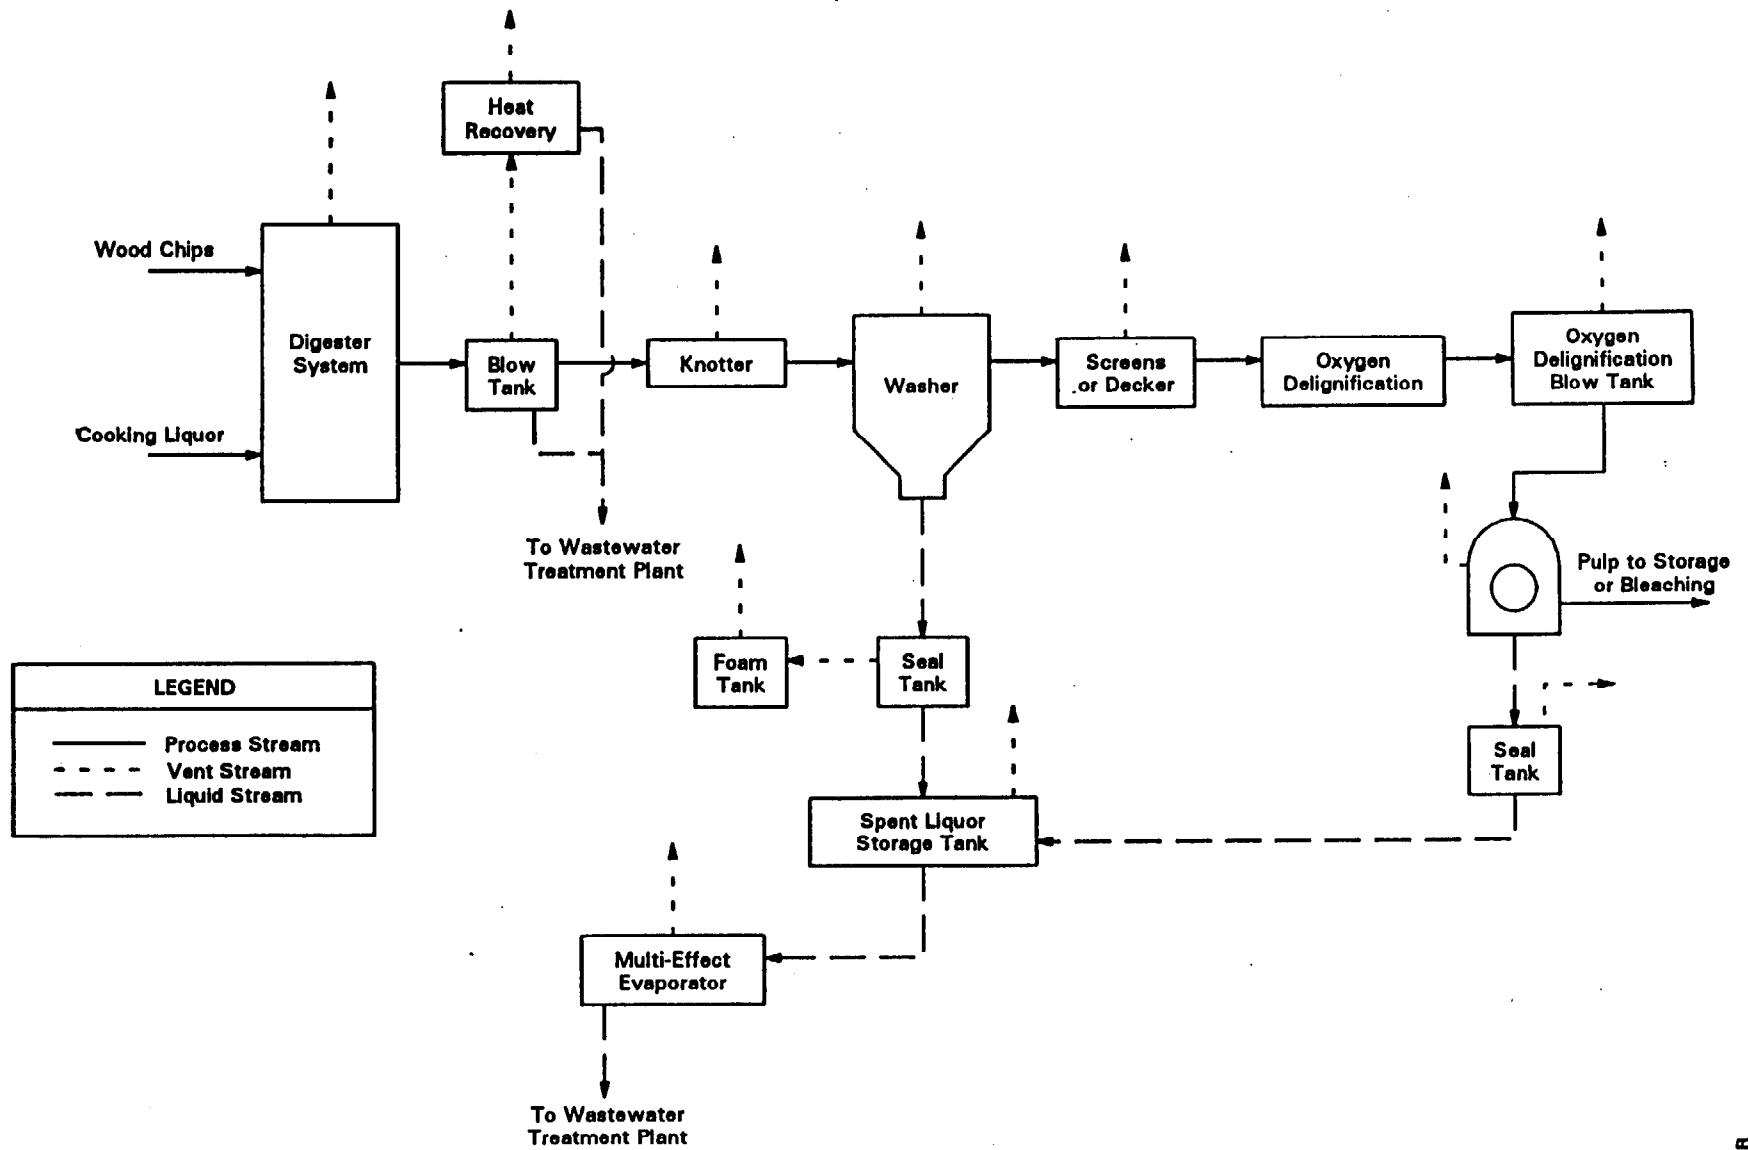 Heat
Recovery
Wood Chips
Digester
System
Cooking Liquor
Blow
Tank
Knotter
Washer
Screens
or Decker
Oxygen
Delignification
Oxygen
Delignification
Blow Tank
To Wastewater
Treatment Plant
Pulp to Storage
or Bleaching
Foam
Tank
Seal
Tank
Seal
Tank
LEGEND
Process Stream
Vent Stream
Liquid Stream
Spent Liquor
Storage Tank
Multi-Effect
Evaporator
To Wastewater
Treatment Plant